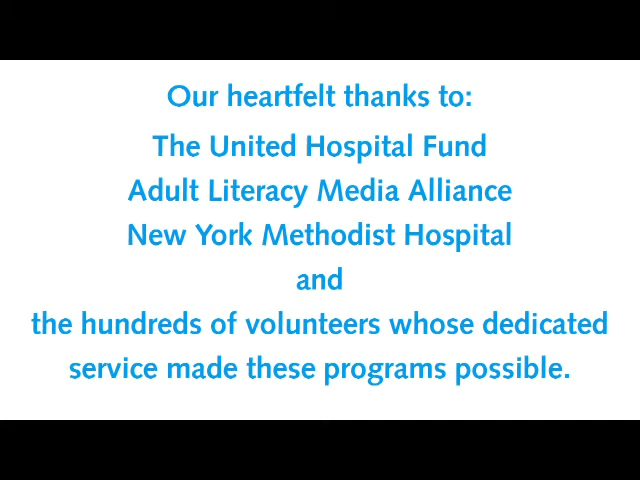 Our heartfelt thanks to:
The United Hospital Fund
Adult Literacy Media Alliance
New York Methodist Hospital
and
the hundreds of volunteers whose dedicated
service made these programs possible.